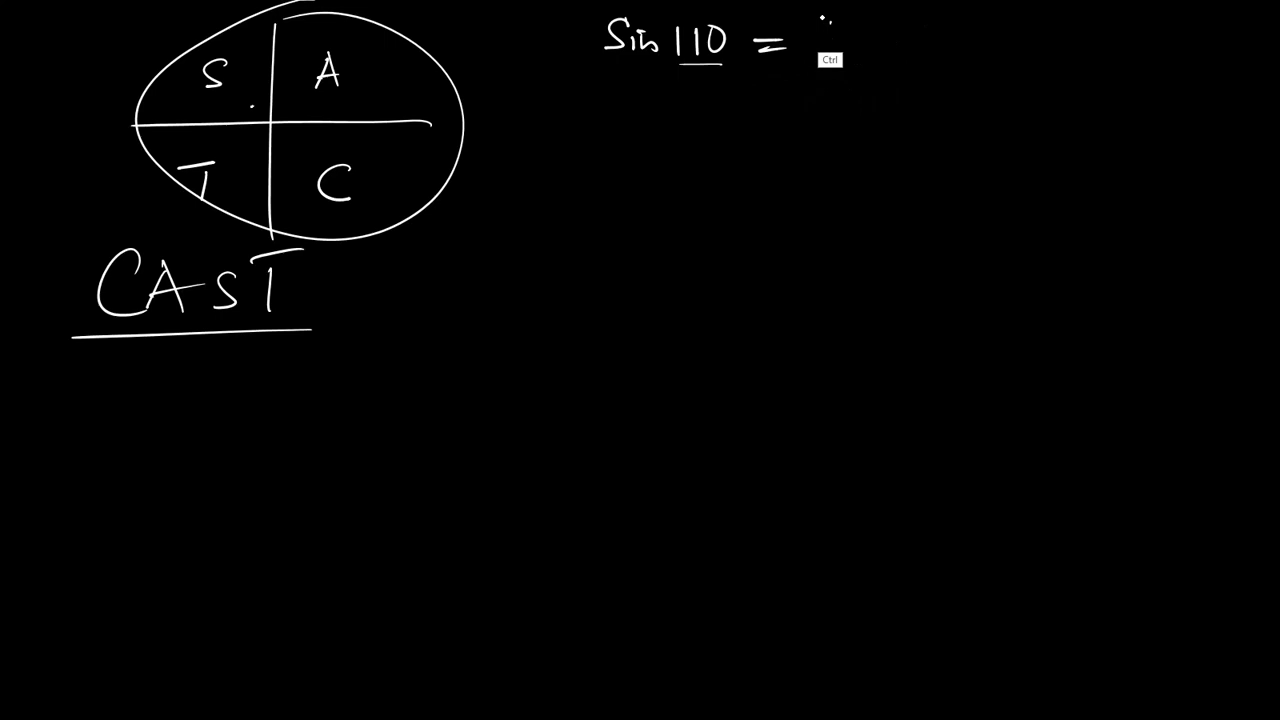 S A
Sin 110 =
Ctrl
T C
CAST